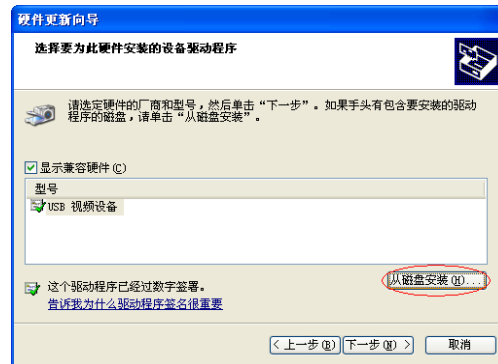 硬件更新向导
选择要为此硬件安装的设备驱动程序
请选定硬件的厂商和型号，然后单击“下一步”。如果手头有包含要安装的驱动
程序的磁盘，请单击“从磁盘安装”。
显示兼容硬件(C)
型号
USB 视频设备
从磁盘安装(H)...
这个驱动程序已经过数字签署。
告诉我为什么驱动程序签名很重要
< 上一步(B)
下一步(N) >
取消